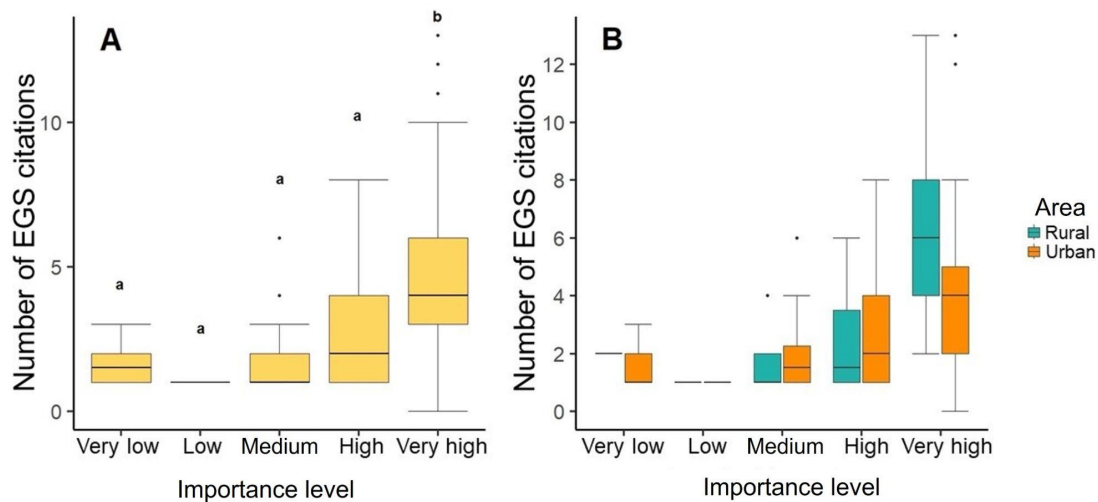 A
Number of EGS citations
10
5
0
a
a
a
a
b
Very low Low Medium High Very high
Importance level
B
Number of EGS citations
12
10
8
6
4
2
0
Very low Low Medium High Very high
Importance level
Area
Rural
Urban